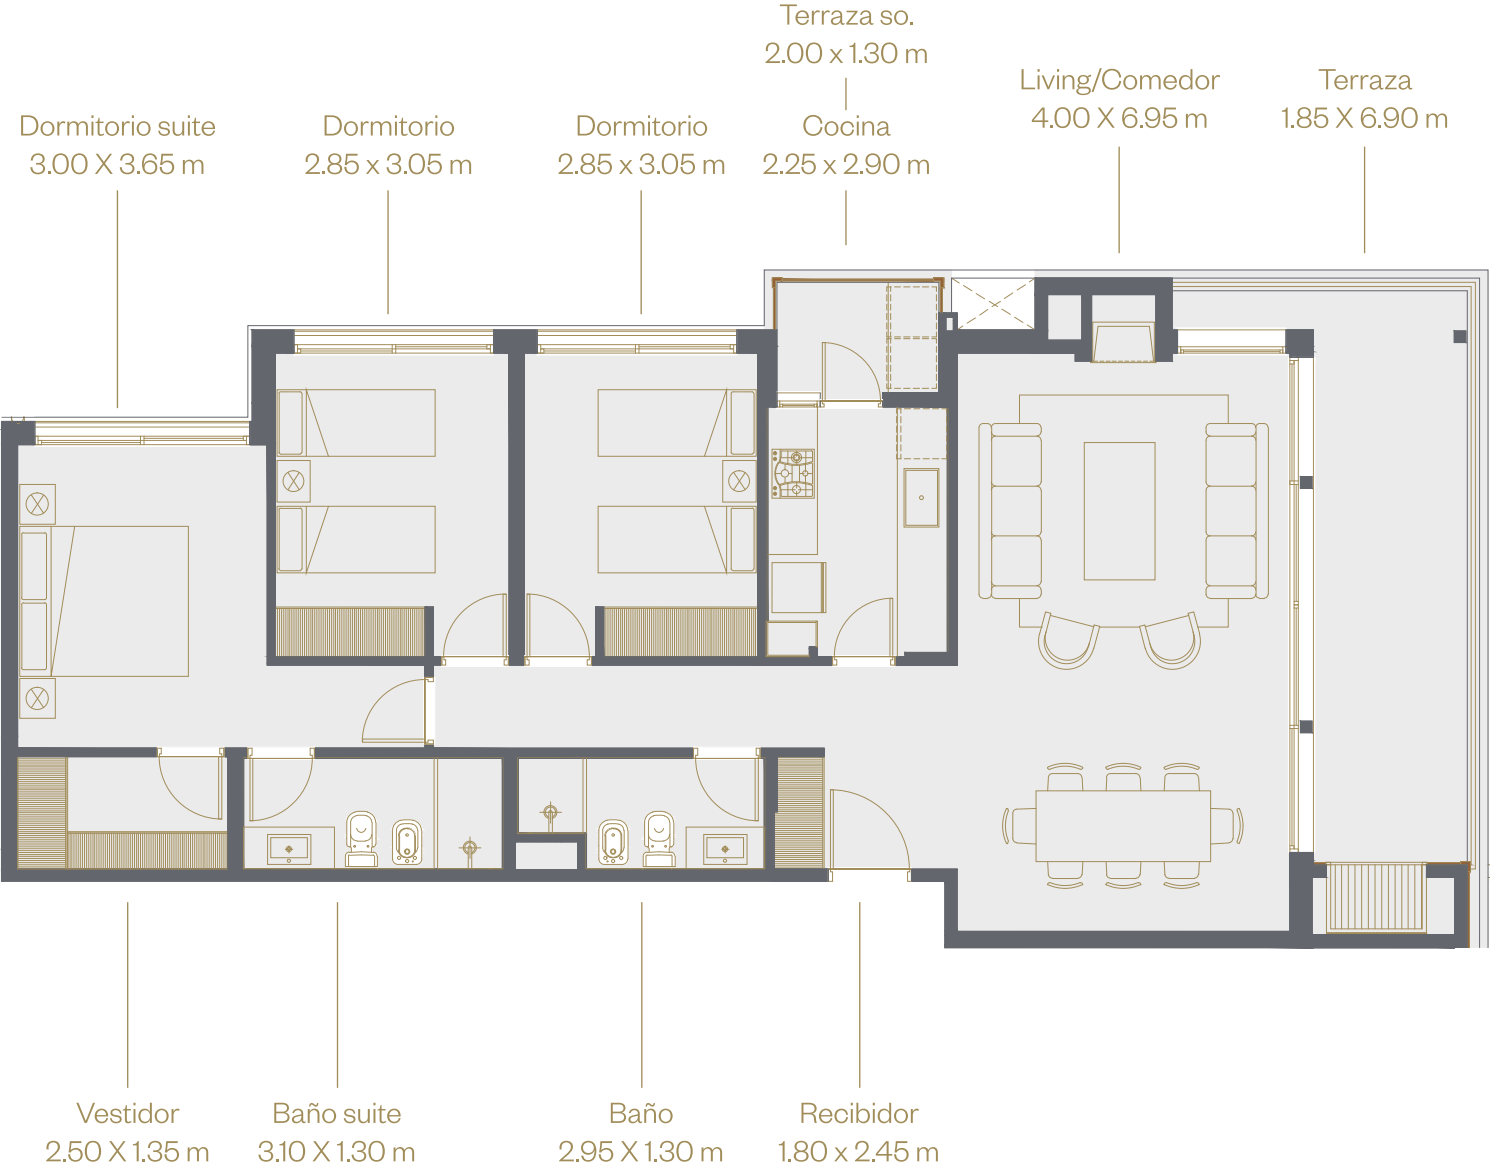 Terraza so.
2.00 x 1.30 m
Dormitorio suite
3.00 X 3.65 m
Dormitorio
2.85 x 3.05 m
Dormitorio
2.85 x 3.05 m
Cocina
2.25 x 2.90 m
Living/Comedor
4.00 X 6.95 m
Terraza
1.85 X 6.90 m
Vestidor
2.50 X 1.35 m
Baño suite
3.10 X 1.30 m
Baño
2.95 X 1.30 m
Recibidor
1.80 x 2.45 m